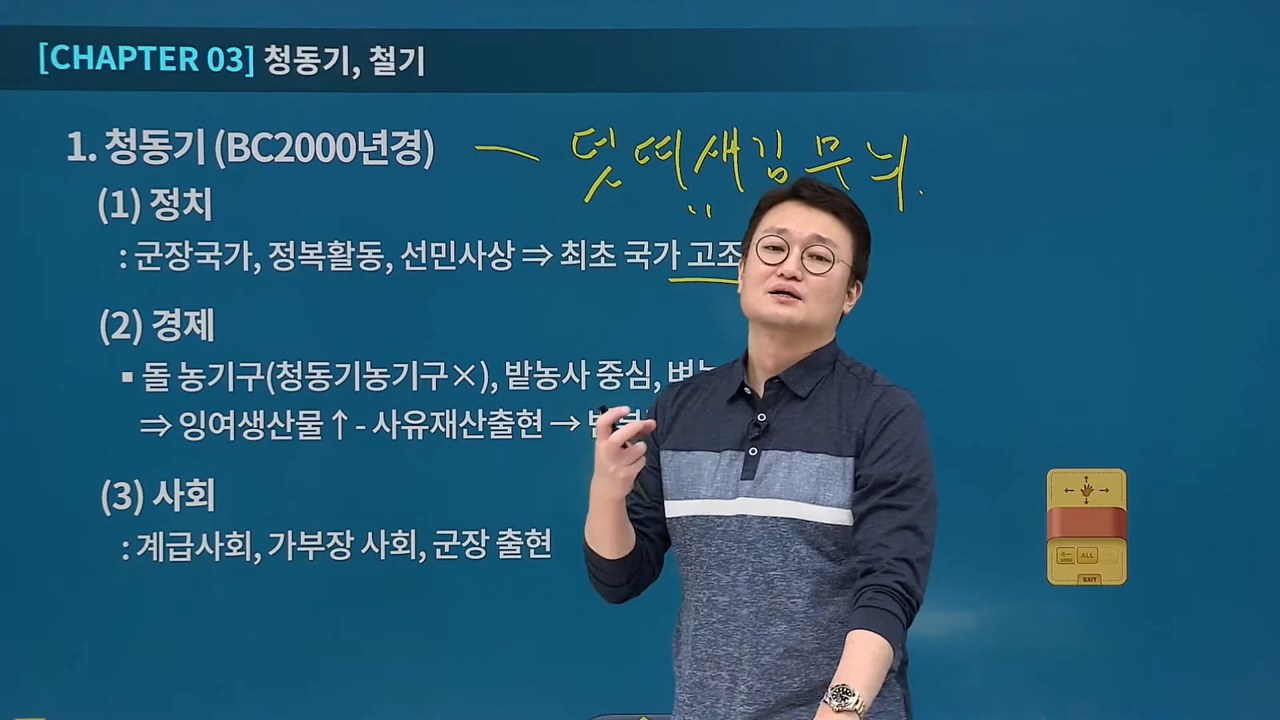 [CHAPTER 03] 청동기, 철기
1. 청동기 (BC2000년경) — 덧띠새김무늬.
(1) 정치
: 군장국가, 정복활동, 선민사상 ⇒ 최초 국가 고조
(2) 경제
▪ 돌 농기구(청동기농기구×), 밭농사 중심,
⇒ 잉여생산물↑ - 사유재산출현 →
(3) 사회
: 계급사회, 가부장 사회, 군장 출현
ALL
EXIT